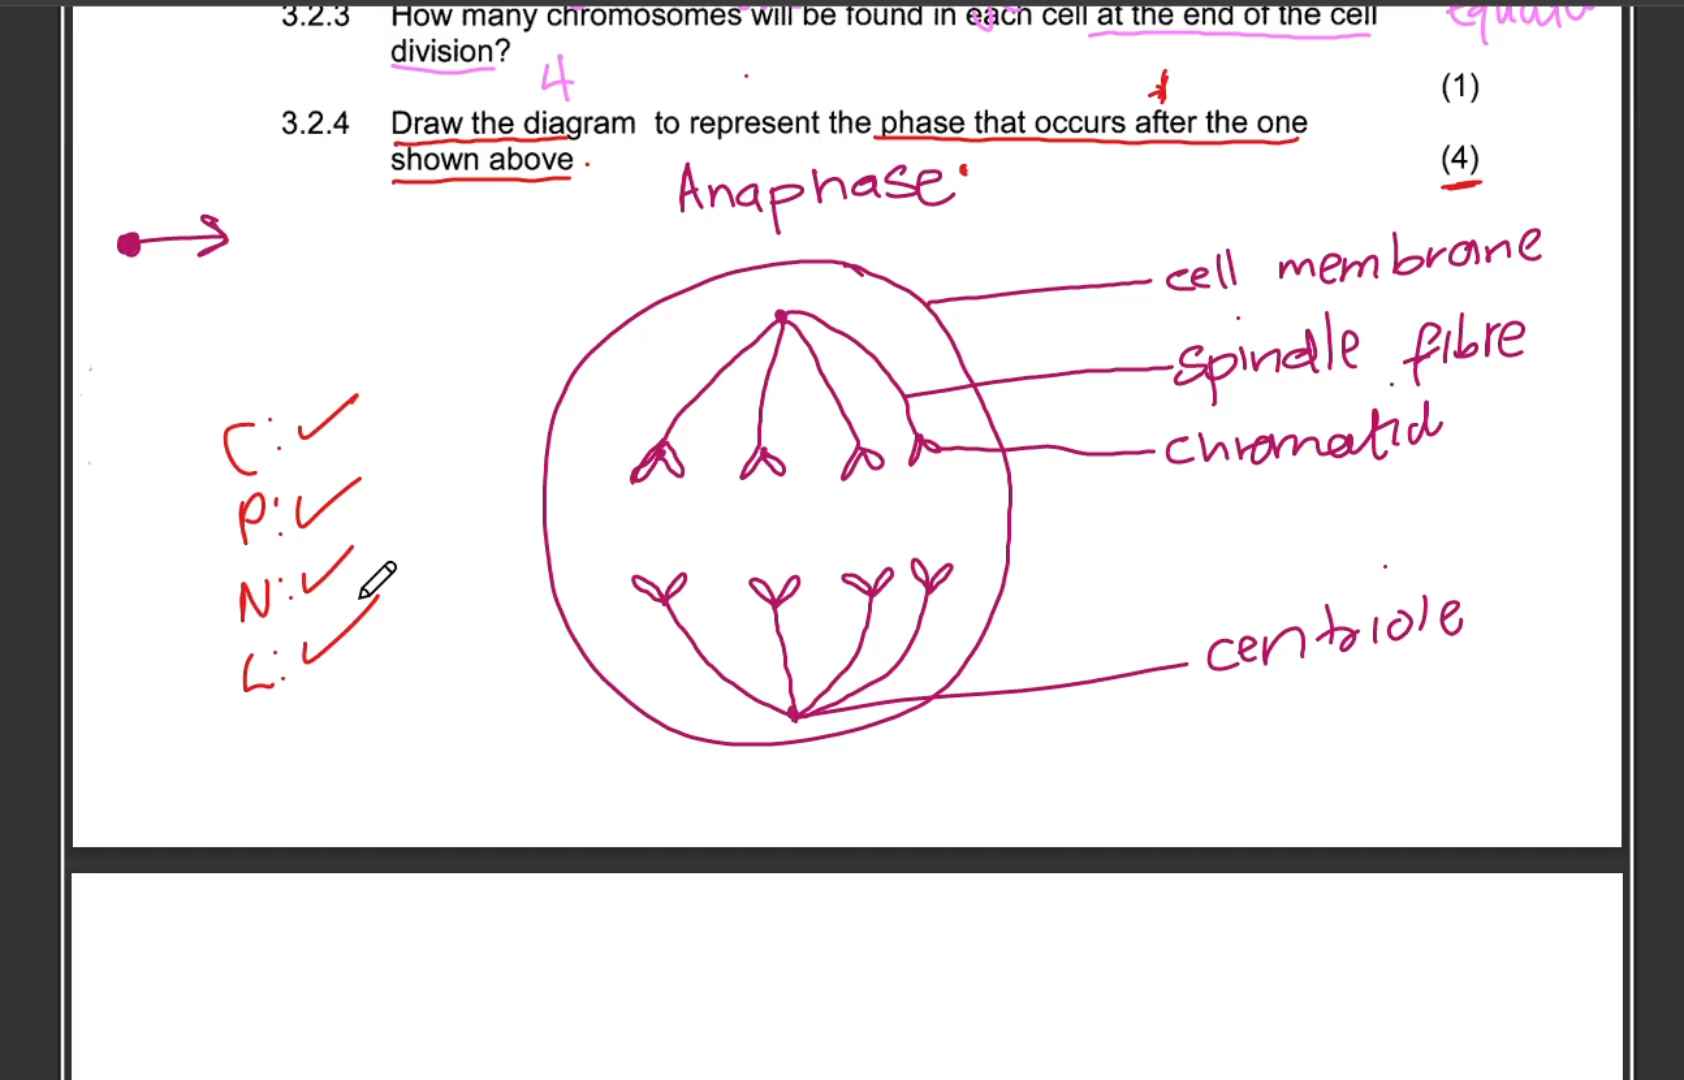 3.2.3 How many chromosomes will be found in each cell at the end of the cell
division?
4
(1)
3.2.4 Draw the diagram to represent the phase that occurs after the one
shown above .
(4)
Anaphase
cell membrane
spindle fibre
chromatid
C:
P:
N:
L:
centriole